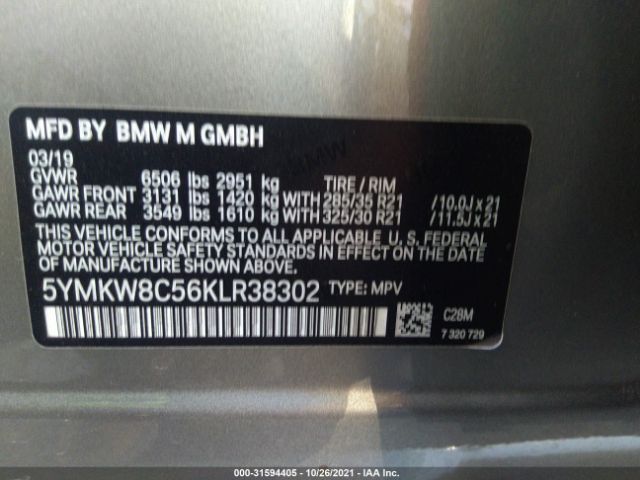 MFD BY BMW M GMBH
03/19
GVWR 6506 lbs 2951 kg TIRE / RIM
GAWR FRONT 3131 lbs 1420 kg WITH 285/35 R21 /10.0J x 21
GAWR REAR 3549 lbs 1610 kg WITH 325/30 R21 /11.5J x 21
THIS VEHICLE CONFORMS TO ALL APPLICABLE U. S. FEDERAL
MOTOR VEHICLE SAFETY STANDARDS IN EFFECT ON THE DATE OF
MANUFACTURE SHOWN ABOVE.
5YMKW8C56KLR38302 TYPE: MPV
C28M
7 320 729
000-31594405 - 10/26/2021 - IAA Inc.